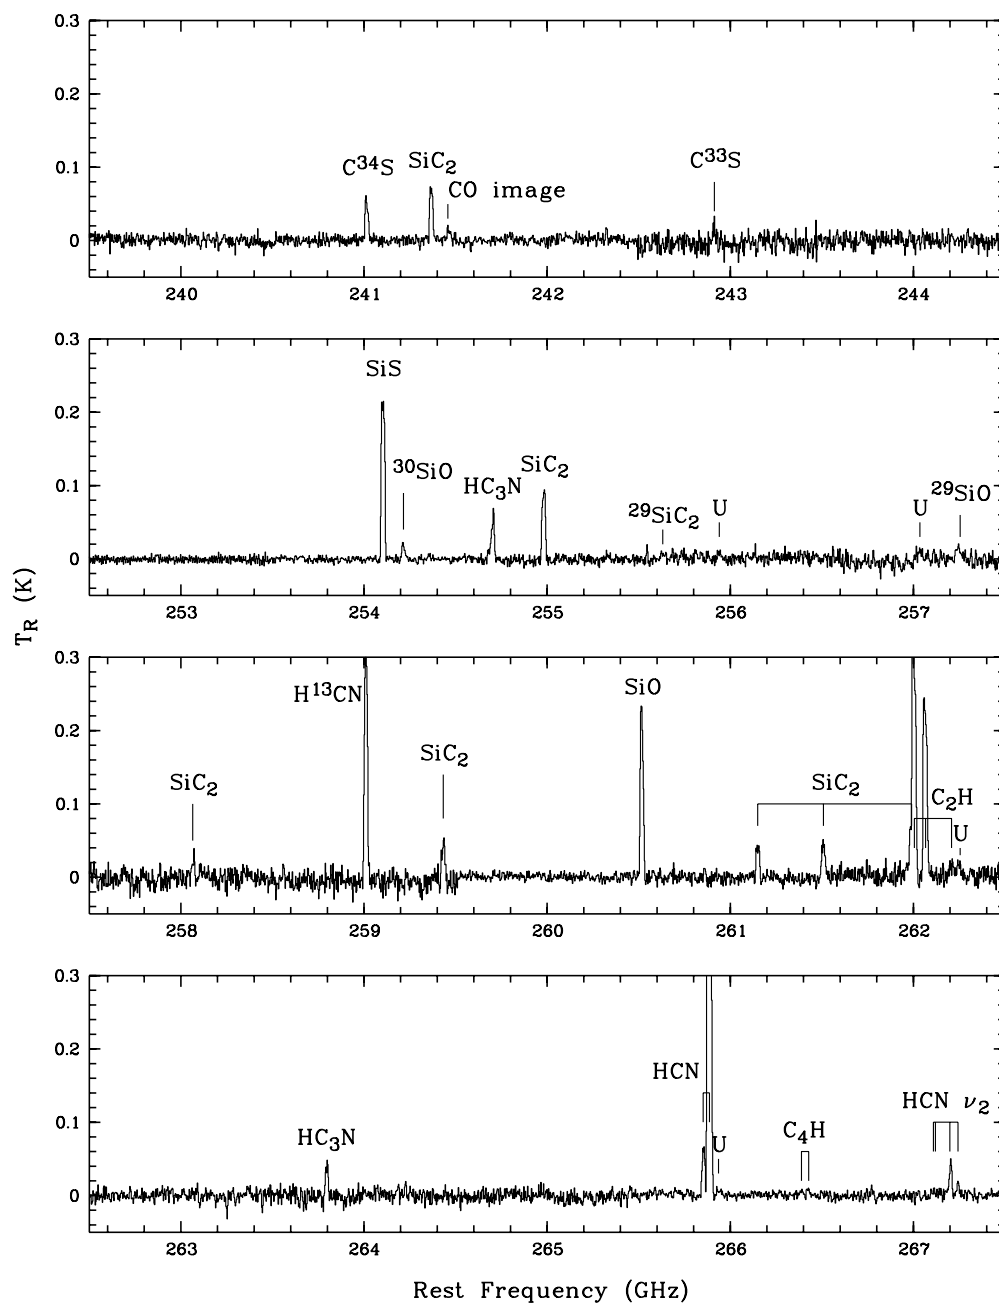 0.3
0.2
0.1
0
C³⁴S SiC₂ CO image C³³S
240 241 242 243 244
0.3
0.2
0.1
0
SiS ³⁰SiO HC₃N SiC₂ ²⁹SiC₂ U U ²⁹SiO
253 254 255 256 257
T_R (K)
0.3
0.2
0.1
0
SiC₂ H¹³CN SiC₂ SiO SiC₂ C₂H U
258 259 260 261 262
0.3
0.2
0.1
0
HC₃N HCN U C₄H HCN ν₂
263 264 265 266 267
Rest Frequency (GHz)